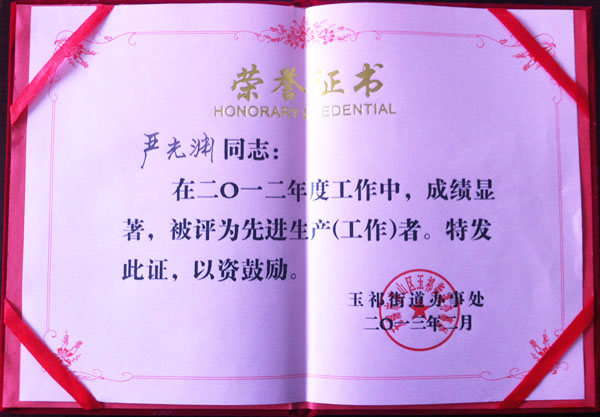 荣誉证书
HONORARY CREDENTIAL
严光渊同志:
在二〇一二年度工作中,成绩显
著,被评为先进生产(工作)者。特发
此证,以资鼓励。
玉祁街道办事处
二〇一三年二月